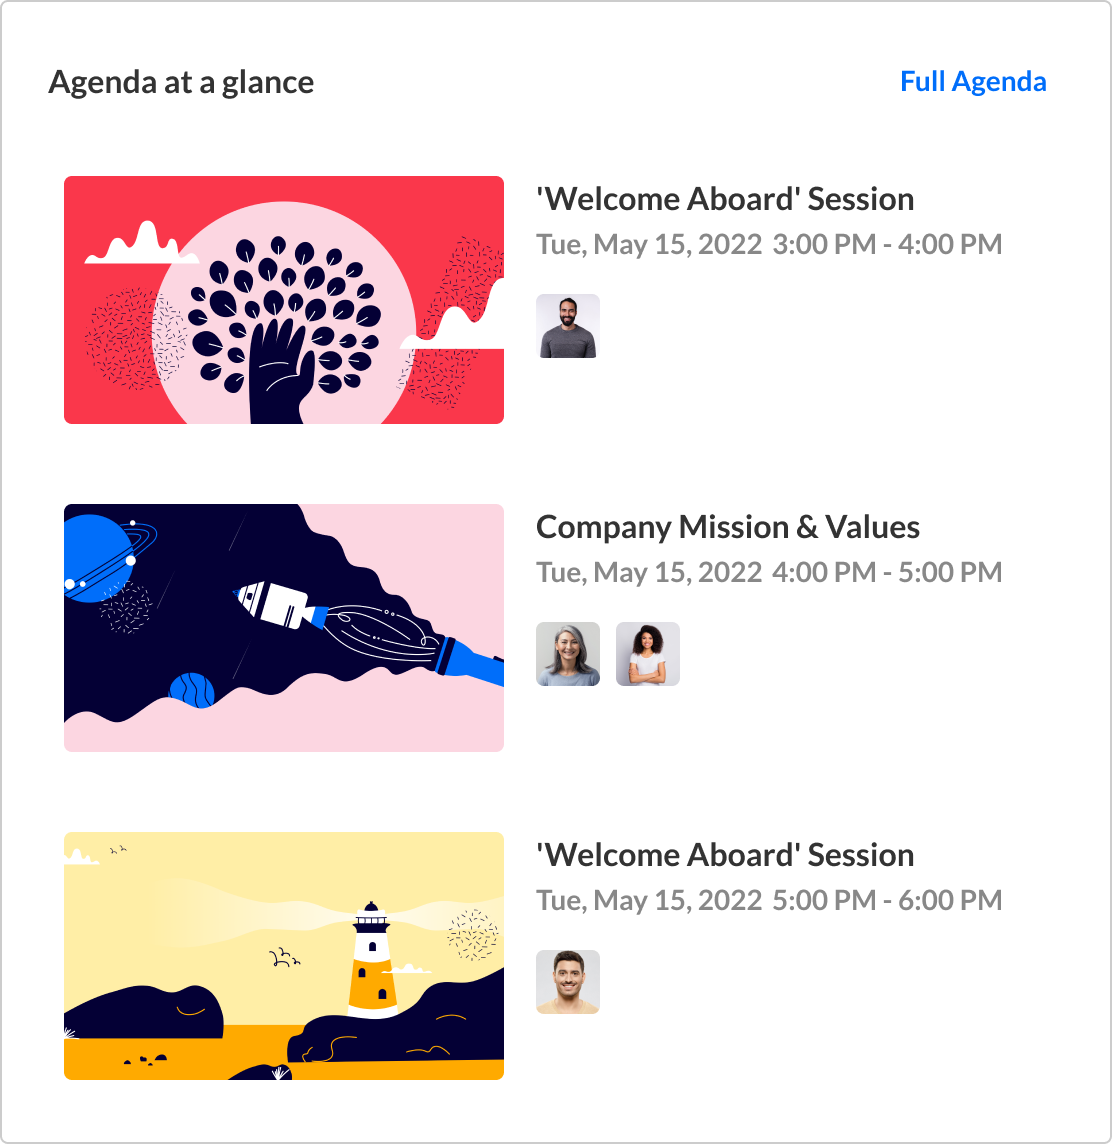 Agenda at a glance
Full Agenda
'Welcome Aboard' Session
Tue, May 15, 2022 3:00 PM - 4:00 PM
Company Mission & Values
Tue, May 15, 2022 4:00 PM - 5:00 PM
'Welcome Aboard' Session
Tue, May 15, 2022 5:00 PM - 6:00 PM